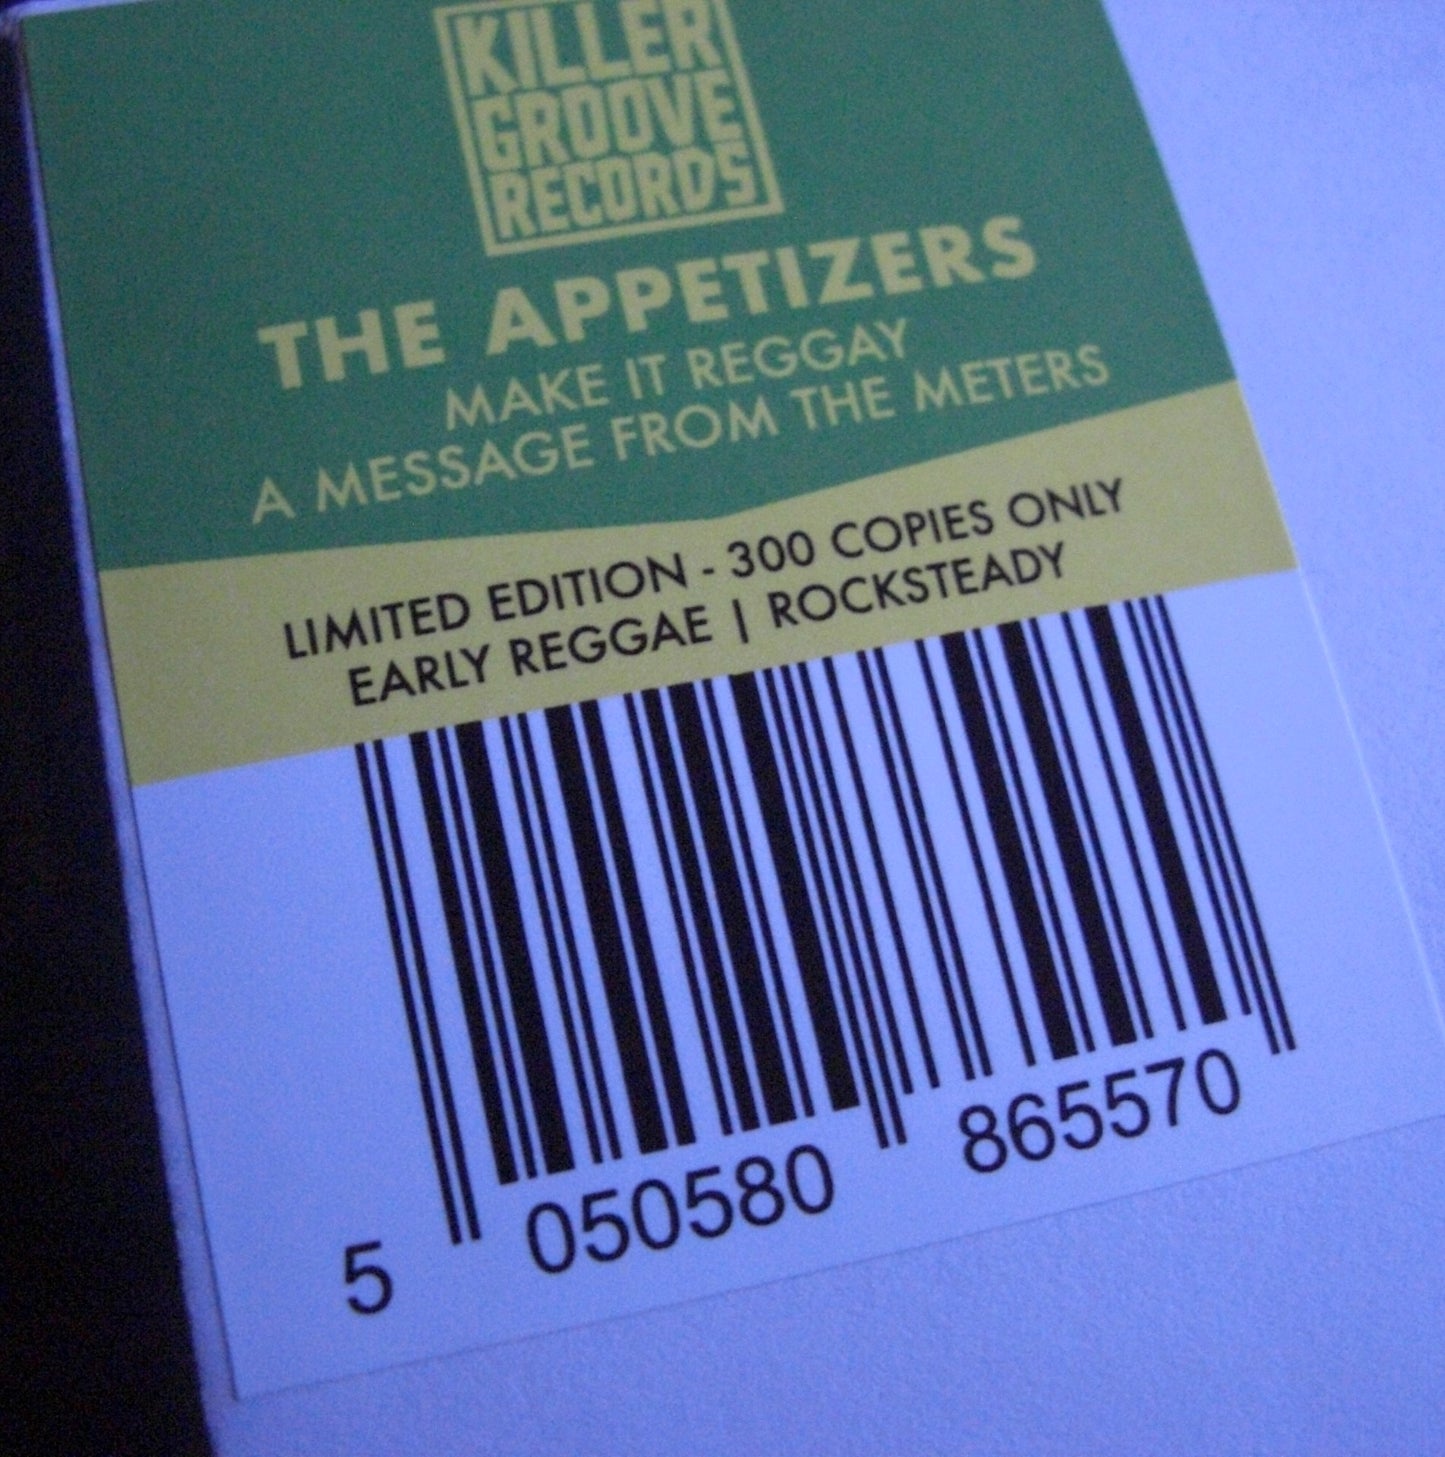 KILLER
GROOVE
RECORDS
THE APPETIZERS
MAKE IT REGGAY
A MESSAGE FROM THE METERS
LIMITED EDITION - 300 COPIES ONLY
EARLY REGGAE | ROCKSTEADY
5 050580 865570